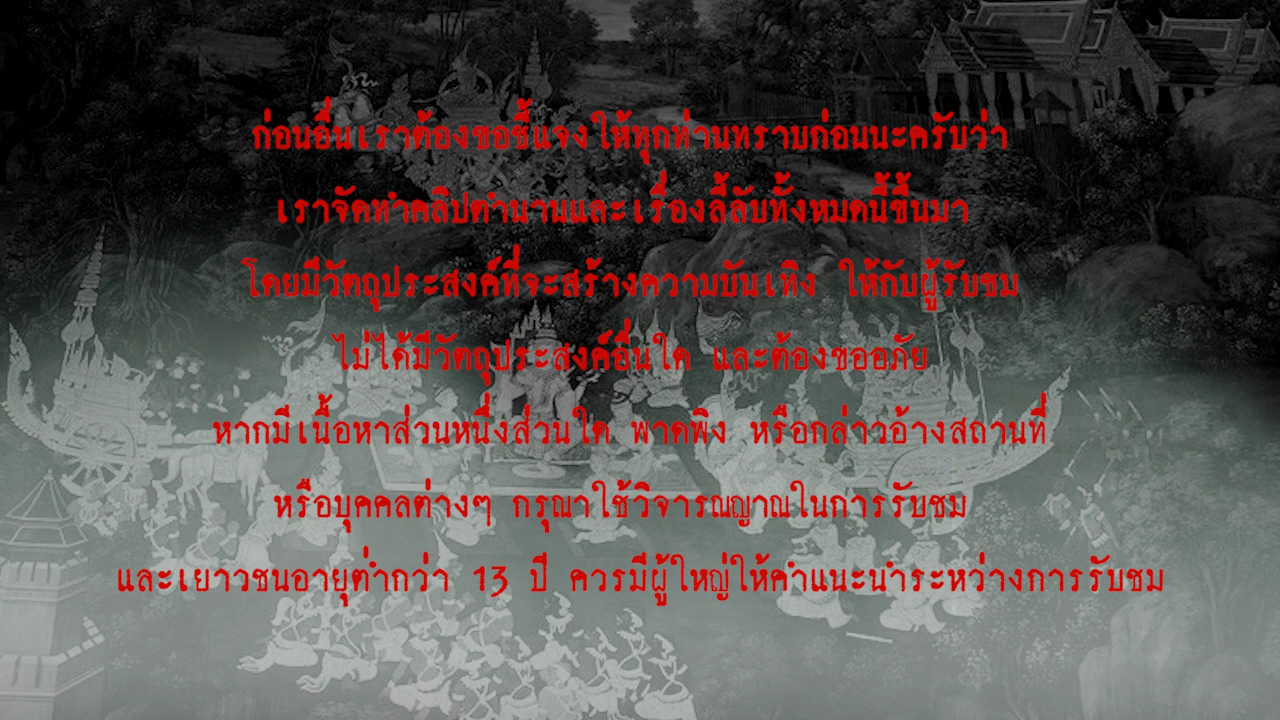 ก่อนอื่นเราต้องขอชี้แจงให้ทุกท่านทราบก่อนนะครับว่า
เราจัดทำคลิปตำนานและเรื่องลี้ลับทั้งหมดนี้ขึ้นมา
โดยมีวัตถุประสงค์ที่จะสร้างความบันเทิง ให้กับผู้รับชม
ไม่ได้มีวัตถุประสงค์อื่นใด และต้องขออภัย
หากมีเนื้อหาส่วนหนึ่งส่วนใด พาดพิง หรือกล่าวอ้างสถานที่
หรือบุคคลต่างๆ กรุณาใช้วิจารณญาณในการรับชม
และเยาวชนอายุต่ำกว่า 13 ปี ควรมีผู้ใหญ่ให้คำแนะนำระหว่างการรับชม